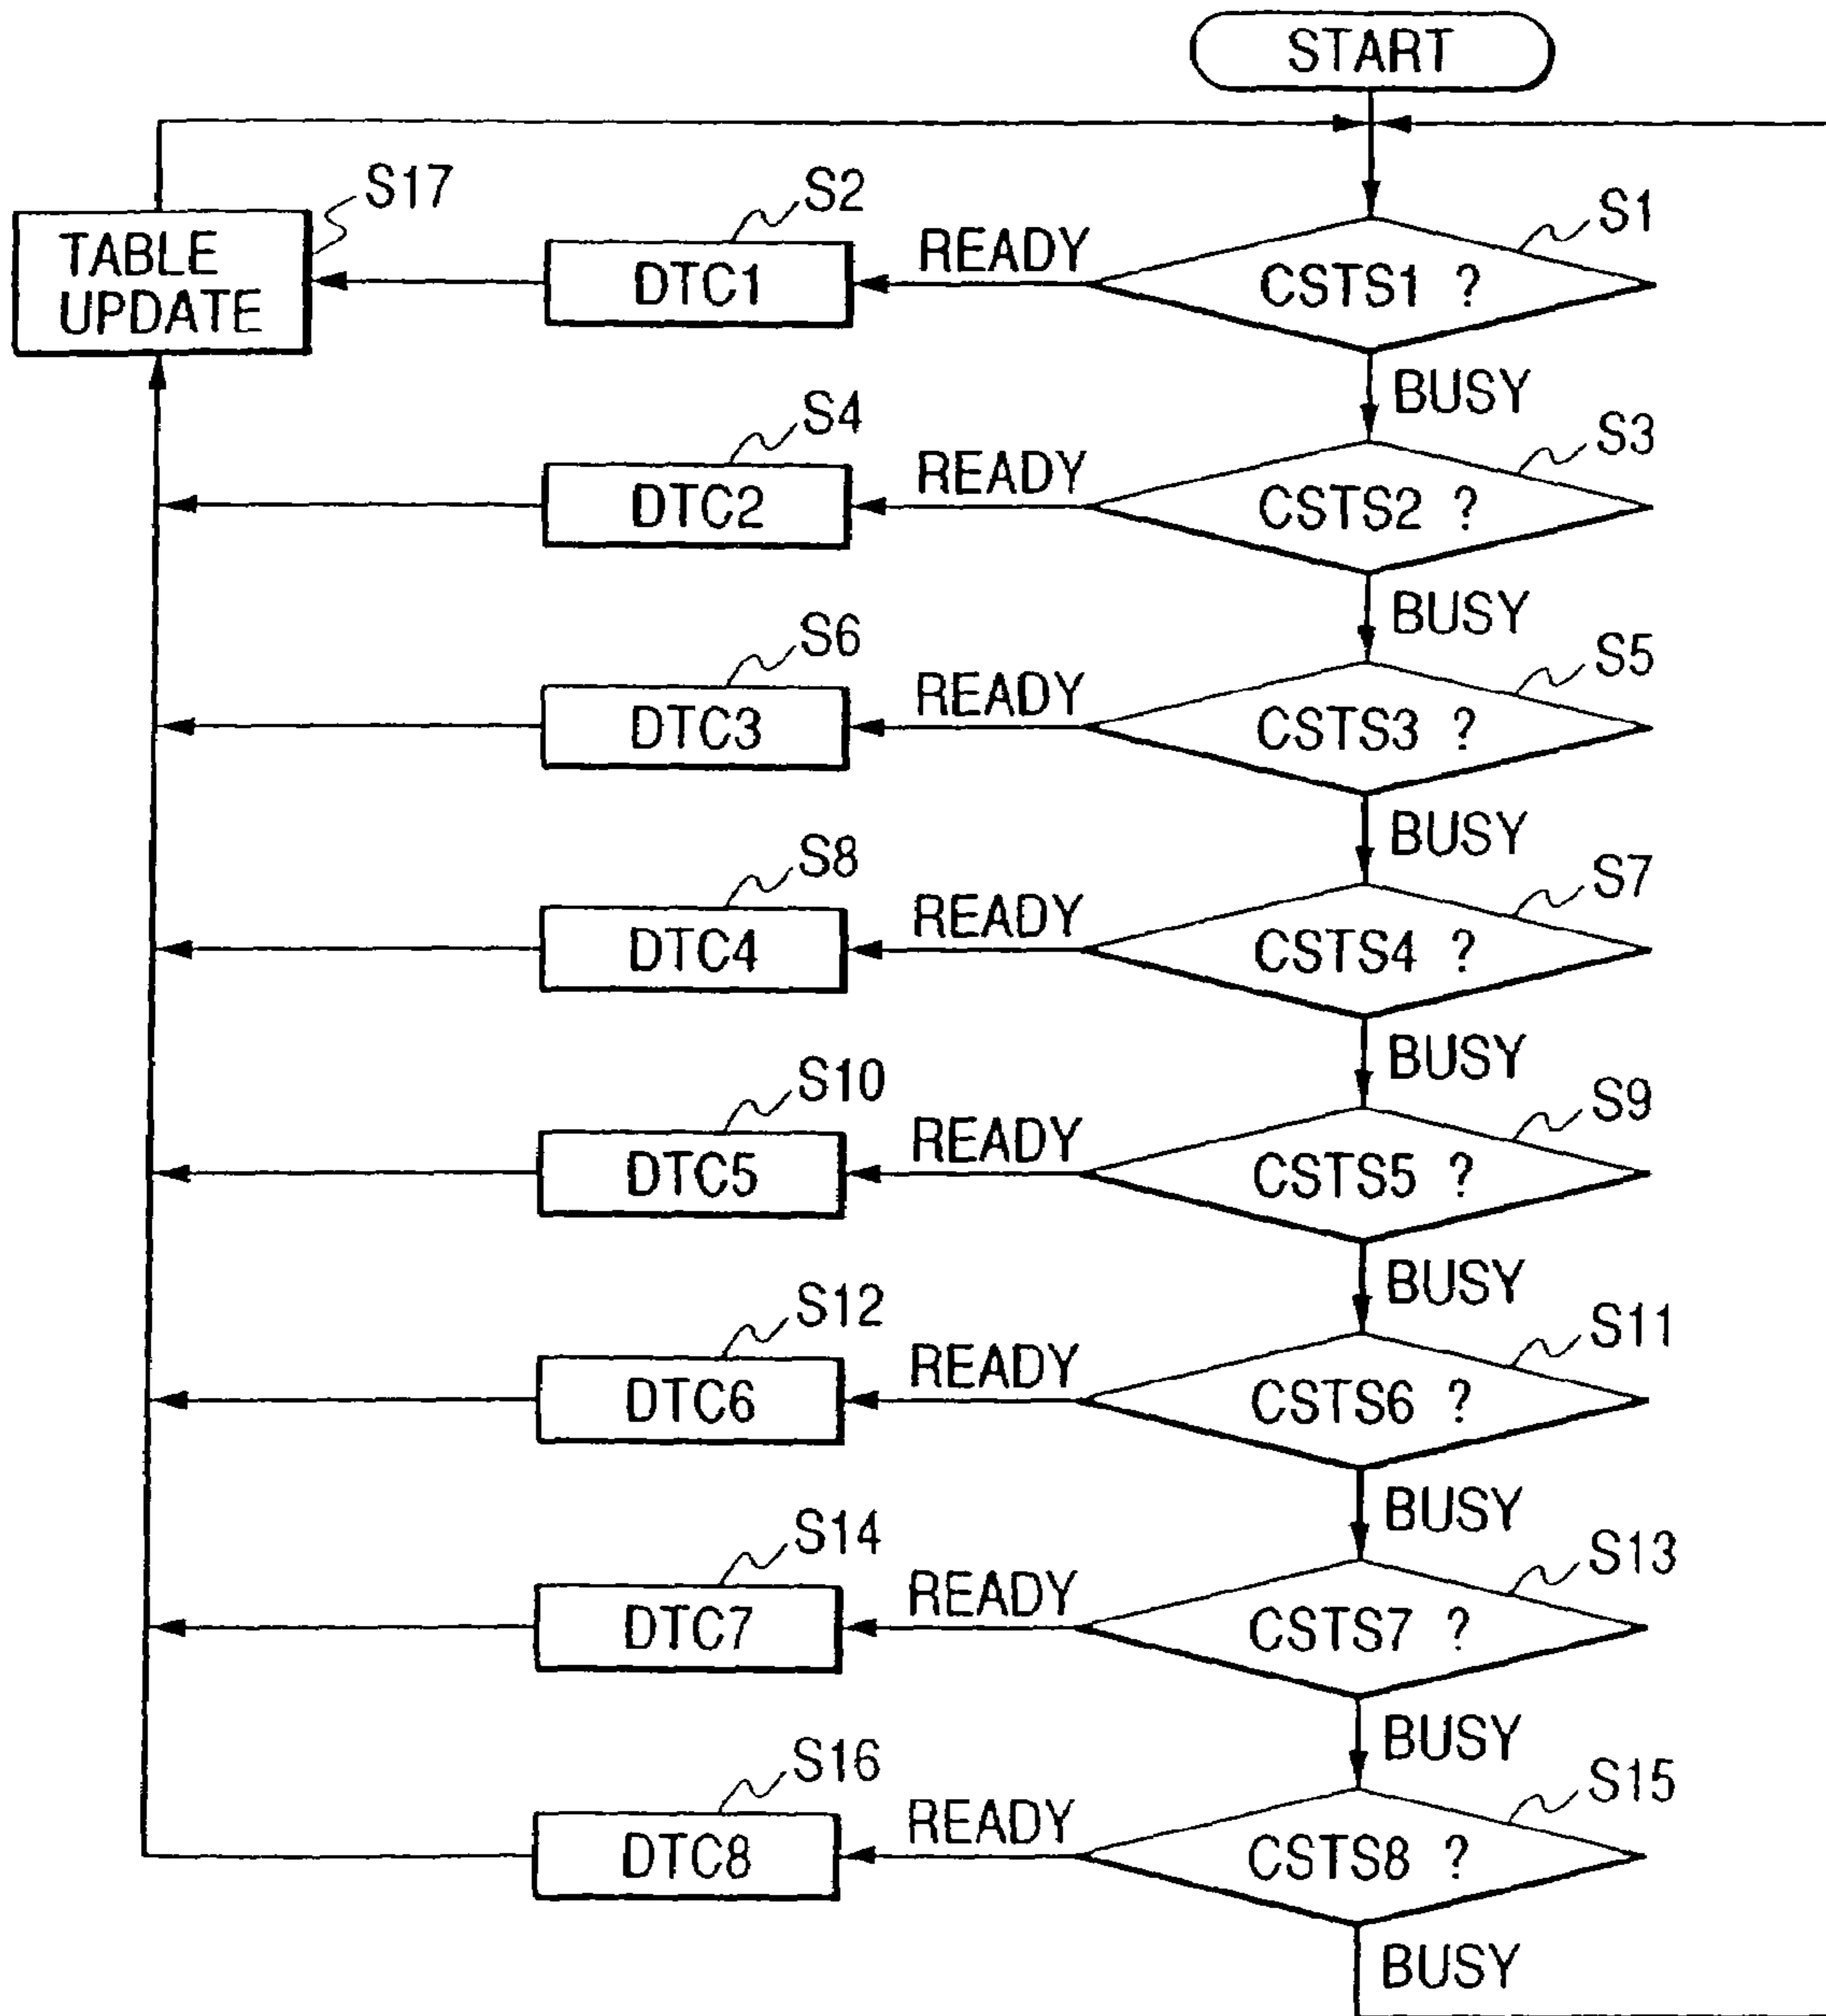 START
S17
S2
S1
TABLE
UPDATE
DTC1
READY
CSTS1 ?
BUSY
S4
S3
DTC2
READY
CSTS2 ?
BUSY
S6
S5
DTC3
READY
CSTS3 ?
BUSY
S8
S7
DTC4
READY
CSTS4 ?
BUSY
S10
S9
DTC5
READY
CSTS5 ?
BUSY
S12
S11
DTC6
READY
CSTS6 ?
BUSY
S14
S13
DTC7
READY
CSTS7 ?
BUSY
S16
S15
DTC8
READY
CSTS8 ?
BUSY